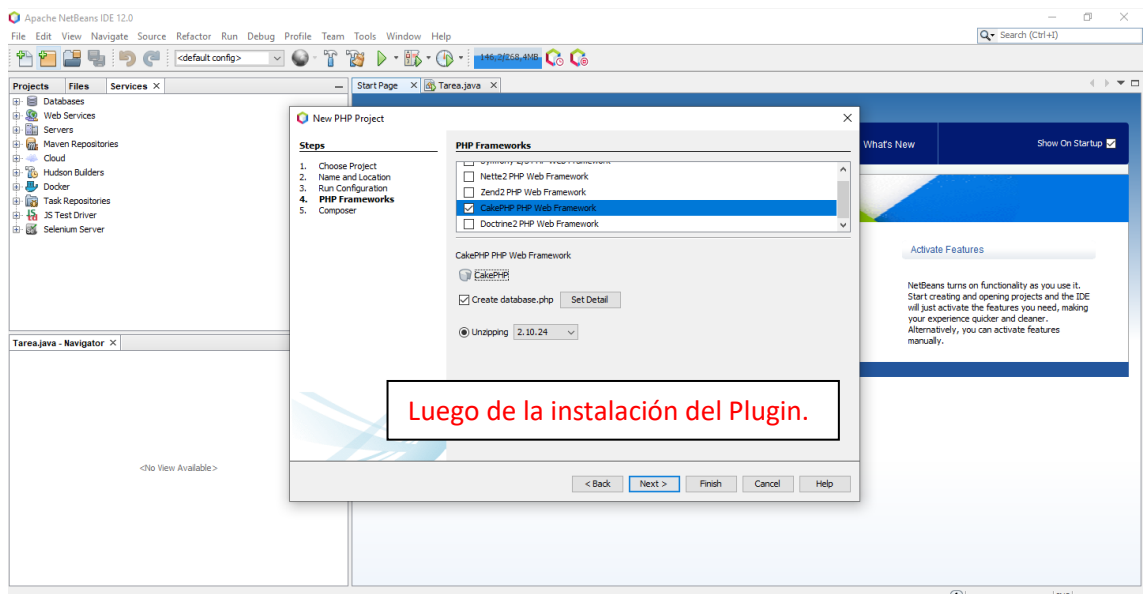 Apache NetBeans IDE 12.0
File Edit View Navigate Source Refactor Run Debug Profile Team Tools Window Help
Search (Ctrl+I)
<default config>
146,2/268,4MB
Projects Files Services
Start Page Tarea.java
Databases
Web Services
Servers
Maven Repositories
Cloud
Hudson Builders
Docker
Task Repositories
JS Test Driver
Selenium Server
Tarea.java - Navigator
<No View Available>
New PHP Project
Steps
1. Choose Project
2. Name and Location
3. Run Configuration
4. PHP Frameworks
5. Composer
PHP Frameworks
Nette2 PHP Web Framework
Zend2 PHP Web Framework
CakePHP PHP Web Framework
Doctrine2 PHP Web Framework
CakePHP PHP Web Framework
CakePHP
Create database.php Set Detail
Unzipping 2.10.24
Luego de la instalación del Plugin.
< Back Next > Finish Cancel Help
What's New
Show On Startup
Activate Features
NetBeans turns on functionality as you use it.
Start creating and opening projects and the IDE
will just activate the features you need, making
your experience quicker and cleaner.
Alternatively, you can activate features
manually.